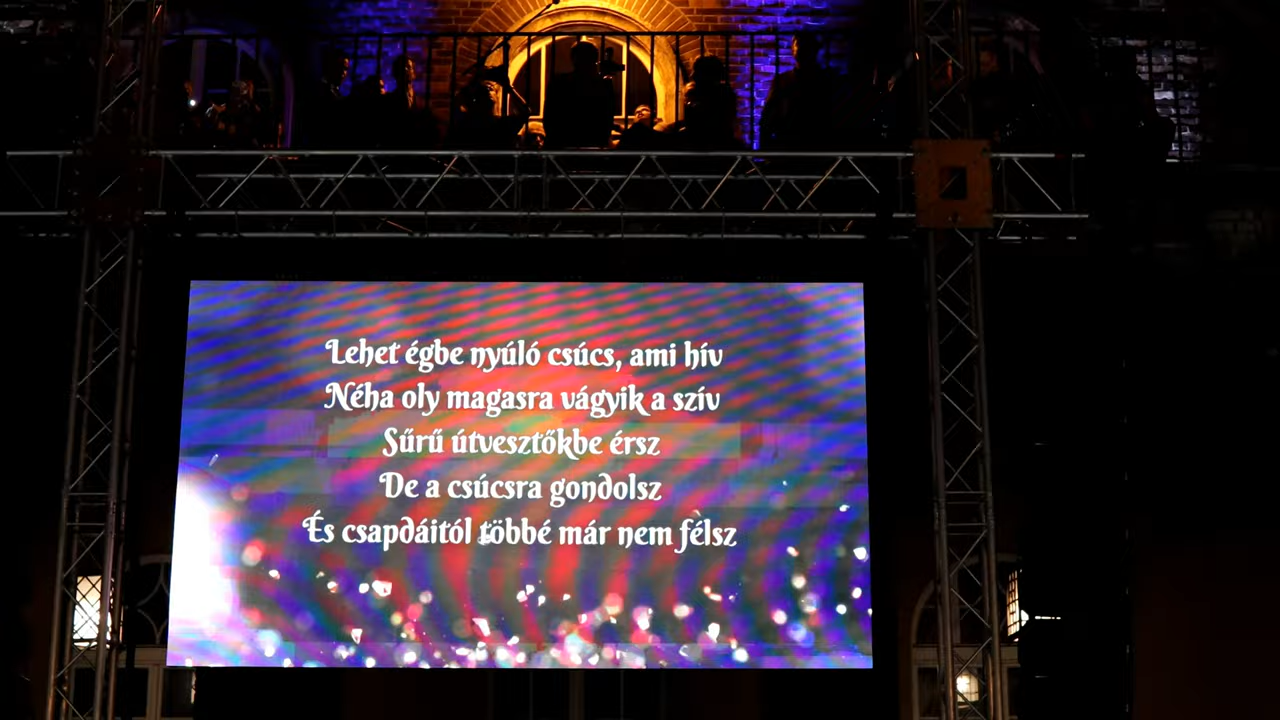 Lehet égbe nyúló csúcs, ami hív
Néha oly magasra vágyik a szív
Sűrű útvesztőkbe érsz
De a csúcsra gondolsz
És csapdáitól többé már nem félsz